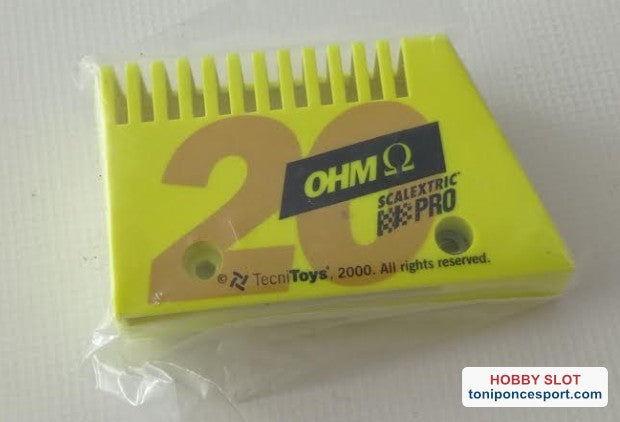 20
OHM Ω
SCALEXTRIC
PRO
© TecniToys, 2000. All rights reserved.
HOBBY SLOT
toniponcesport.com